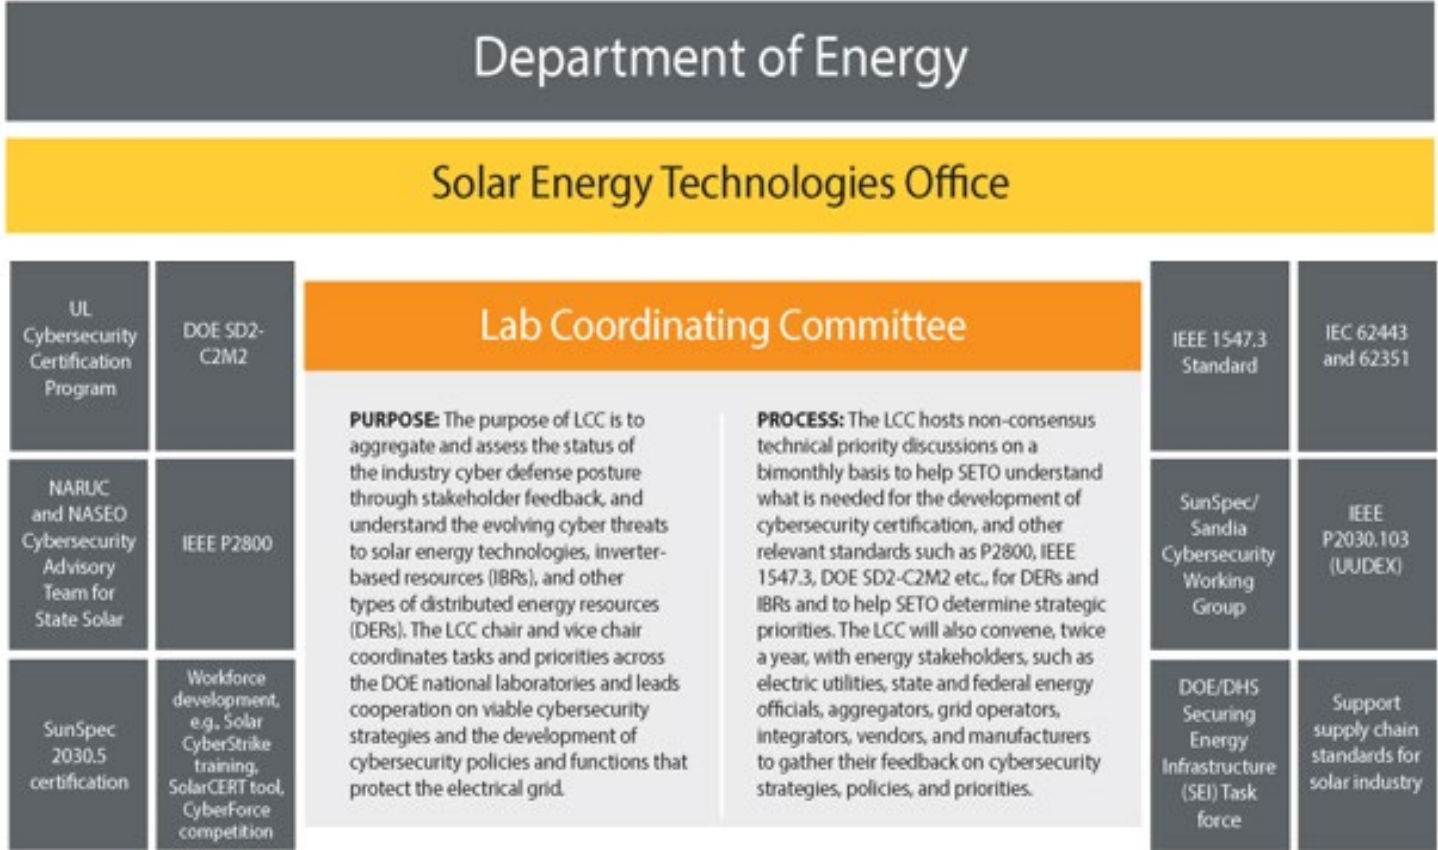 Department of Energy
Solar Energy Technologies Office
UL
Cybersecurity
Certification
Program
DOE SD2-
C2M2
NARUC
and NASEO
Cybersecurity
Advisory
Team for
State Solar
IEEE P2800
SunSpec
2030.5
certification
Workforce
development,
e.g., Solar
CyberStrike
training,
SolarCERT tool,
CyberForce
competition
Lab Coordinating Committee
PURPOSE: The purpose of LCC is to
aggregate and assess the status of
the industry cyber defense posture
through stakeholder feedback, and
understand the evolving cyber threats
to solar energy technologies, inverter-
based resources (IBRs), and other
types of distributed energy resources
(DERs). The LCC chair and vice chair
coordinates tasks and priorities across
the DOE national laboratories and leads
cooperation on viable cybersecurity
strategies and the development of
cybersecurity policies and functions that
protect the electrical grid.
PROCESS: The LCC hosts non-consensus
technical priority discussions on a
bimonthly basis to help SETO understand
what is needed for the development of
cybersecurity certification, and other
relevant standards such as P2800, IEEE
1547.3, DOE SD2-C2M2 etc., for DERs and
IBRs and to help SETO determine strategic
priorities. The LCC will also convene, twice
a year, with energy stakeholders, such as
electric utilities, state and federal energy
officials, aggregators, grid operators,
integrators, vendors, and manufacturers
to gather their feedback on cybersecurity
strategies, policies, and priorities.
IEEE 1547.3
Standard
IEC 62443
and 62351
SunSpec/
Sandia
Cybersecurity
Working
Group
IEEE
P2030.103
(UUDEX)
DOE/DHS
Securing
Energy
Infrastructure
(SEI) Task
force
Support
supply chain
standards for
solar industry